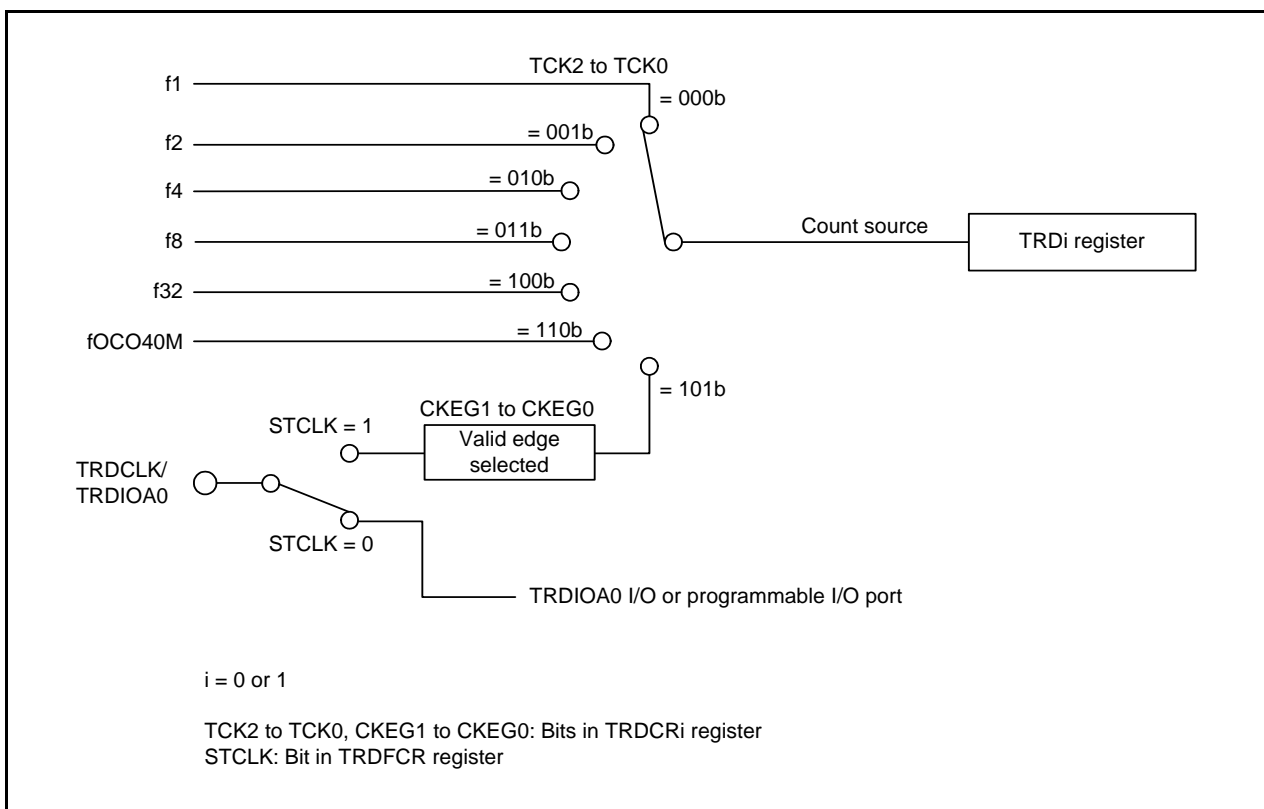 TCK2 to TCK0
f1
= 000b
f2
= 001b
f4
= 010b
f8
= 011b
Count source
TRDi register
f32
= 100b
fOCO40M
= 110b
= 101b
CKEG1 to CKEG0
STCLK = 1
Valid edge
selected
TRDCLK/
TRDIOA0
STCLK = 0
TRDIOA0 I/O or programmable I/O port
i = 0 or 1
TCK2 to TCK0, CKEG1 to CKEG0: Bits in TRDCRi register
STCLK: Bit in TRDFCR register